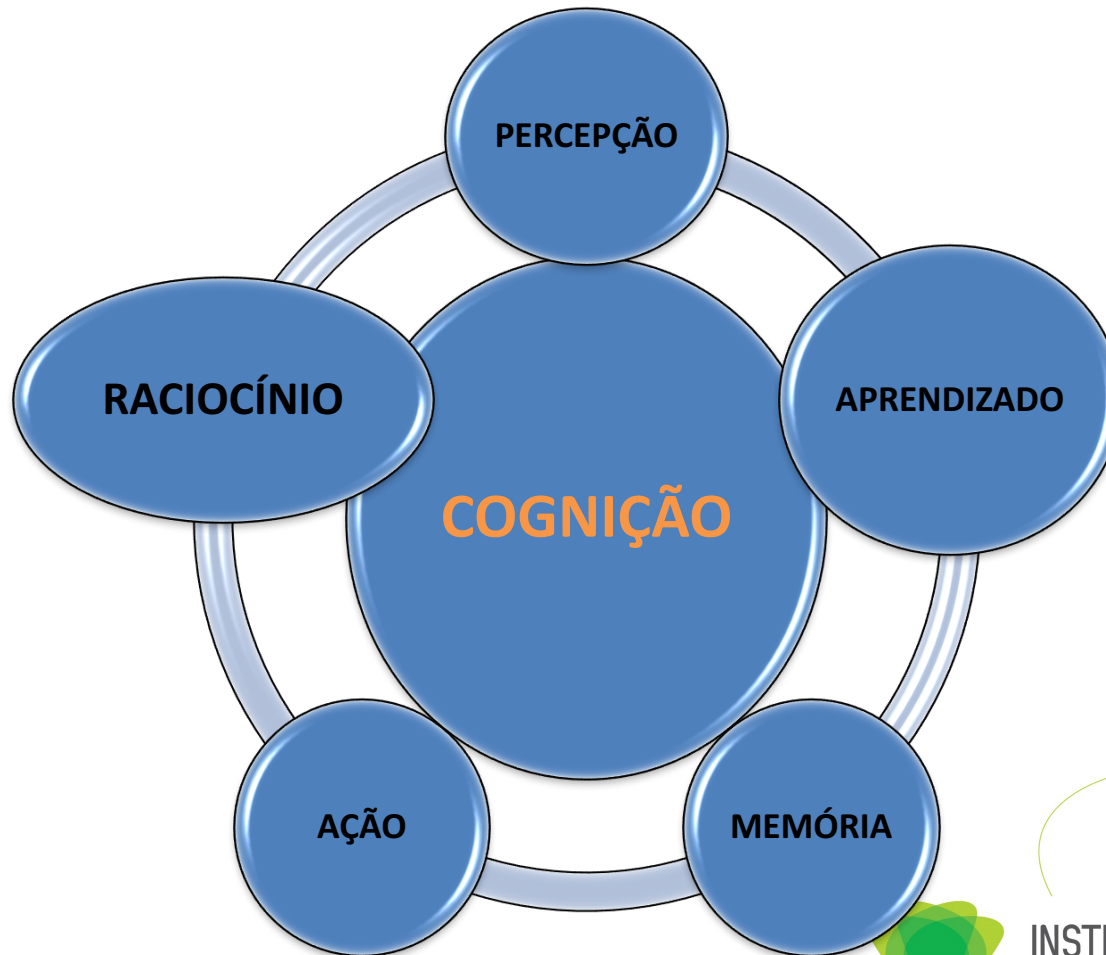 PERCEPÇÃO
RACIOCÍNIO
APRENDIZADO
COGNIÇÃO
AÇÃO
MEMÓRIA